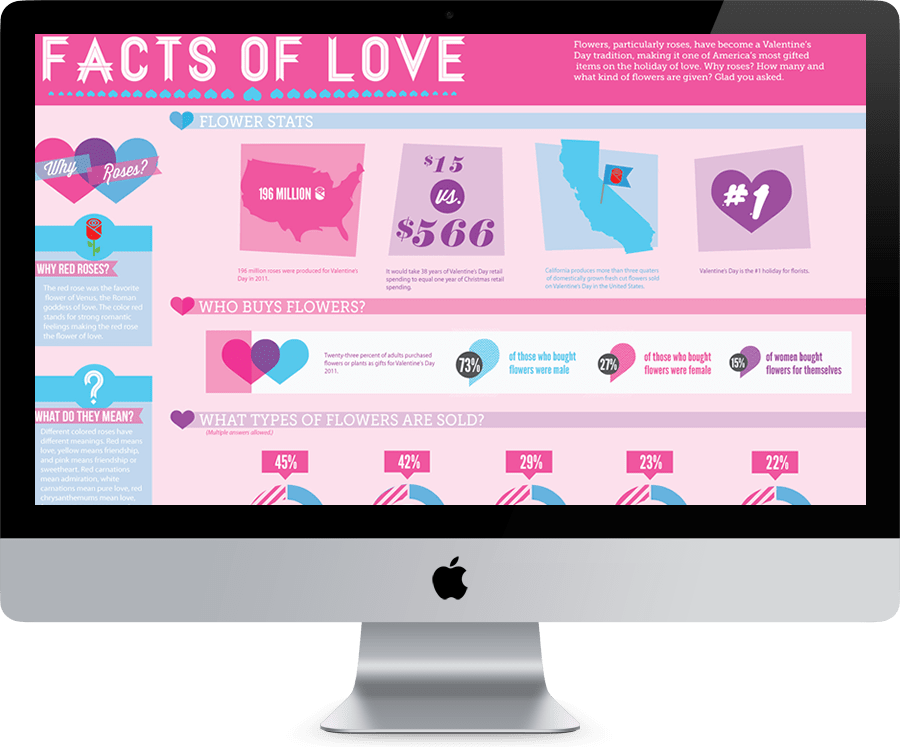 FACTS OF LOVE
Flowers, particularly roses, have become a Valentine's
Day tradition, making it one of America's most gifted
items on the holiday of love. Why roses? How many and
what kind of flowers are given? Glad you asked.
FLOWER STATS
Why Roses?
196 MILLION
196 million roses were produced for Valentine's
Day in 2011.
$15
vs.
$566
It would take 38 years of Valentine's Day retail
spending to equal one year of Christmas retail
spending.
California produces more than three quaters
of domestically grown fresh cut flowers sold
on Valentine's Day in the United States.
#1
Valentine's Day is the #1 holiday for florists.
WHY RED ROSES?
The red rose was the favorite
flower of Venus, the Roman
goddess of love. The color red
stands for strong romantic
feelings making the red rose
the flower of love.
WHO BUYS FLOWERS?
Twenty-three percent of adults purchased
flowers or plants as gifts for Valentine's Day
2011.
73%
of those who bought
flowers were male
27%
of those who bought
flowers were female
15%
of women bought
flowers for themselves
?
WHAT DO THEY MEAN?
Different colored roses have
different meanings. Red means
love, yellow means friendship,
and pink means friendship or
sweetheart. Red carnations
mean admiration, white
carnations mean pure love, red
chrysanthemums mean love,
WHAT TYPES OF FLOWERS ARE SOLD?
(Multiple answers allowed.)
45%
42%
29%
23%
22%